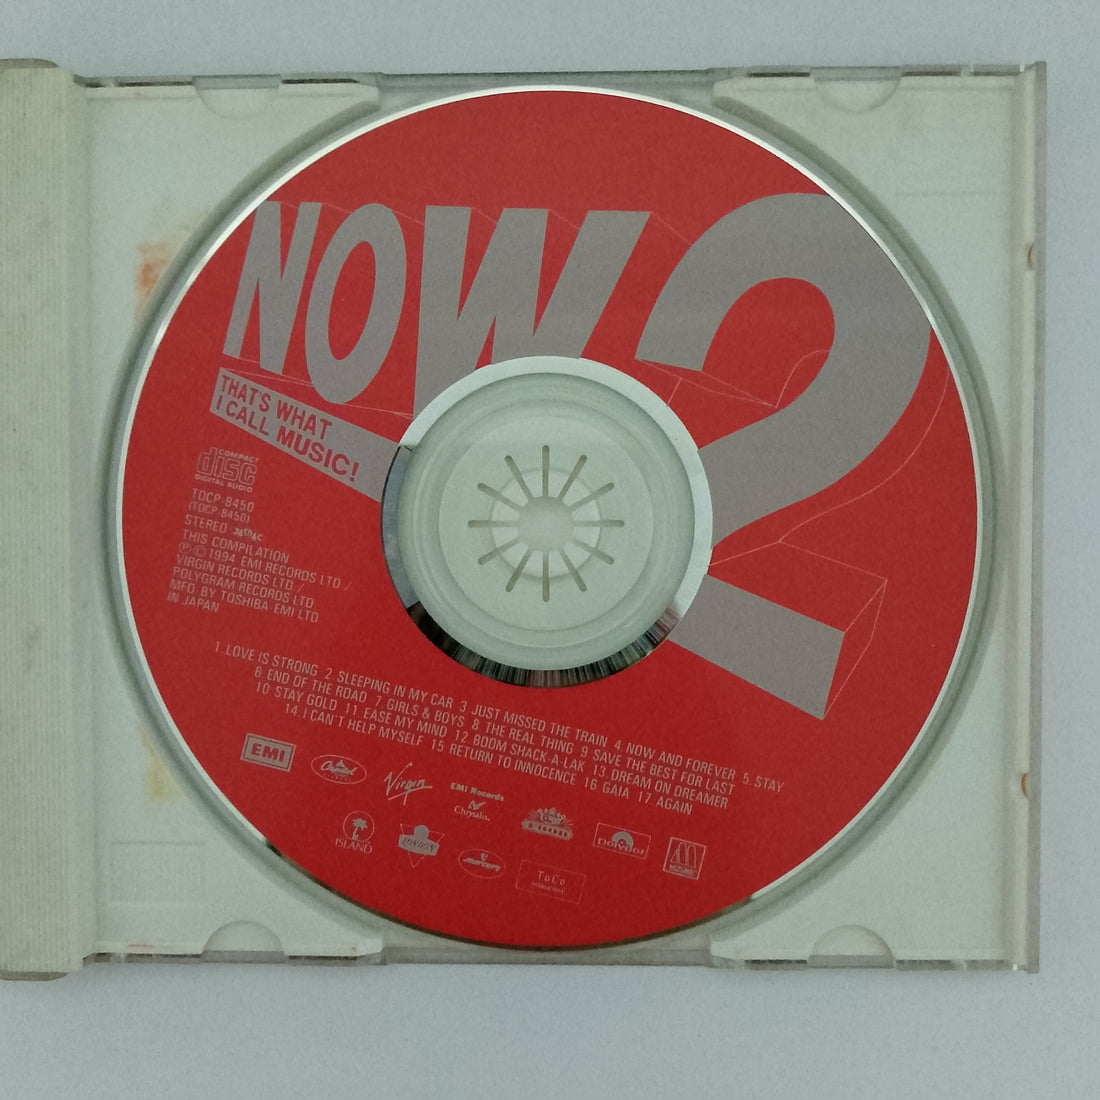 NOW 2
THAT'S WHAT
I CALL MUSIC!
COMPACT
disc
DIGITAL AUDIO
TOCP-8450
(TOCP-8450)
STEREO
THIS COMPILATION
Ⓟ©1994 EMI RECORDS LTD /
VIRGIN RECORDS LTD /
POLYGRAM RECORDS LTD
MFD. BY TOSHIBA-EMI LTD
IN JAPAN
1. LOVE IS STRONG 2 SLEEPING IN MY CAR 3 JUST MISSED THE TRAIN 4 NOW AND FOREVER 5. STAY
6. END OF THE ROAD 7. GIRLS & BOYS 8 THE REAL THING 9 SAVE THE BEST FOR LAST
10 STAY GOLD 11 EASE MY MIND 12 BOOM SHACK-A-LAK 13 DREAM ON DREAMER
14 I CAN'T HELP MYSELF 15 RETURN TO INNOCENCE 16 GAIA 17 AGAIN
EMI
Capitol
Virgin
EMI Records
Chrysalis
ISLAND
LONDON
mercury
ToCo
Polydor
MOTOWN